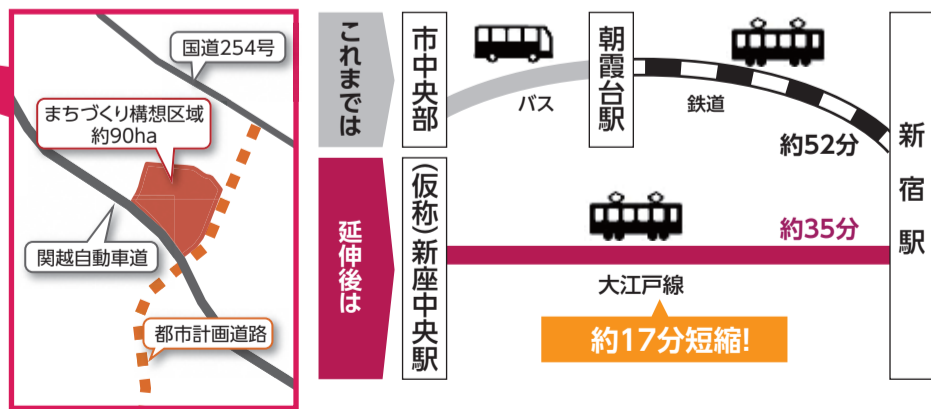 国道254号
まちづくり構想区域
約90ha
関越自動車道
都市計画道路
これまでは
市中央部
バス
朝霞台駅
鉄道
約52分
新宿駅
延伸後は
(仮称)新座中央駅
約35分
大江戸線
約17分短縮!